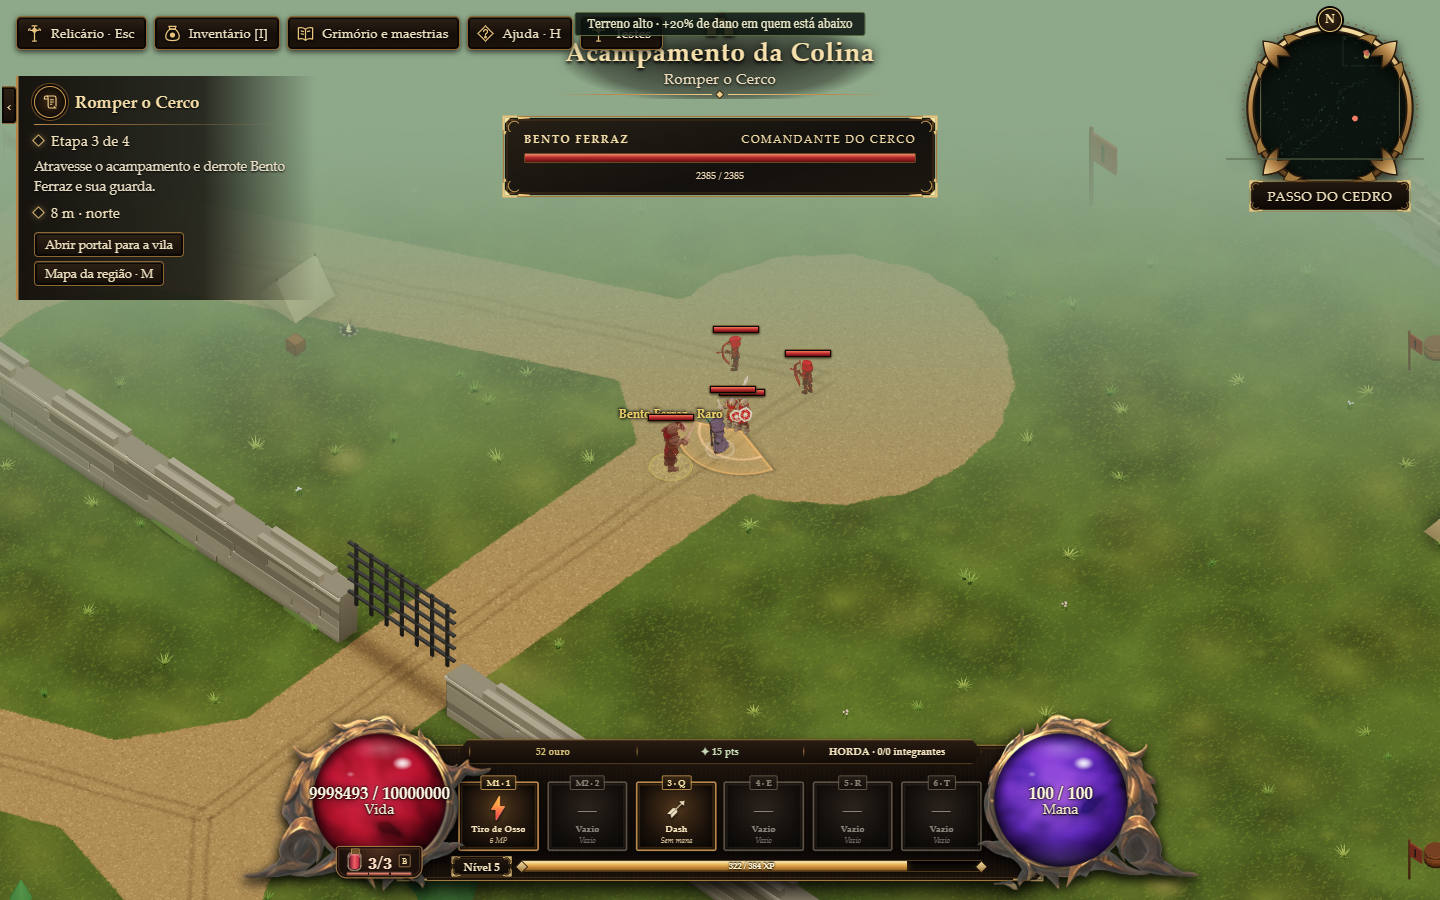 Relicário · Esc
Inventário [I]
Grimório e maestrias
Ajuda · H
Testes
Terreno alto · +20% de dano em quem está abaixo
Acampamento da Colina
Romper o Cerco
N
PASSO DO CEDRO
‹
Romper o Cerco
Etapa 3 de 4
Atravesse o acampamento e derrote Bento
Ferraz e sua guarda.
8 m · norte
Abrir portal para a vila
Mapa da região · M
BENTO FERRAZ
COMANDANTE DO CERCO
2385 / 2385
Bento Ferraz · Raro
52 ouro
✦ 15 pts
HORDA · 0/0 integrantes
9998493 / 10000000
Vida
3/3
B
M1 · 1
Tiro de Osso
6 MP
M2 · 2
Vazio
Vazio
3 · Q
Dash
Sem mana
4 · E
Vazio
Vazio
5 · R
Vazio
Vazio
6 · T
Vazio
Vazio
Nível 5
322 / 364 XP
100 / 100
Mana